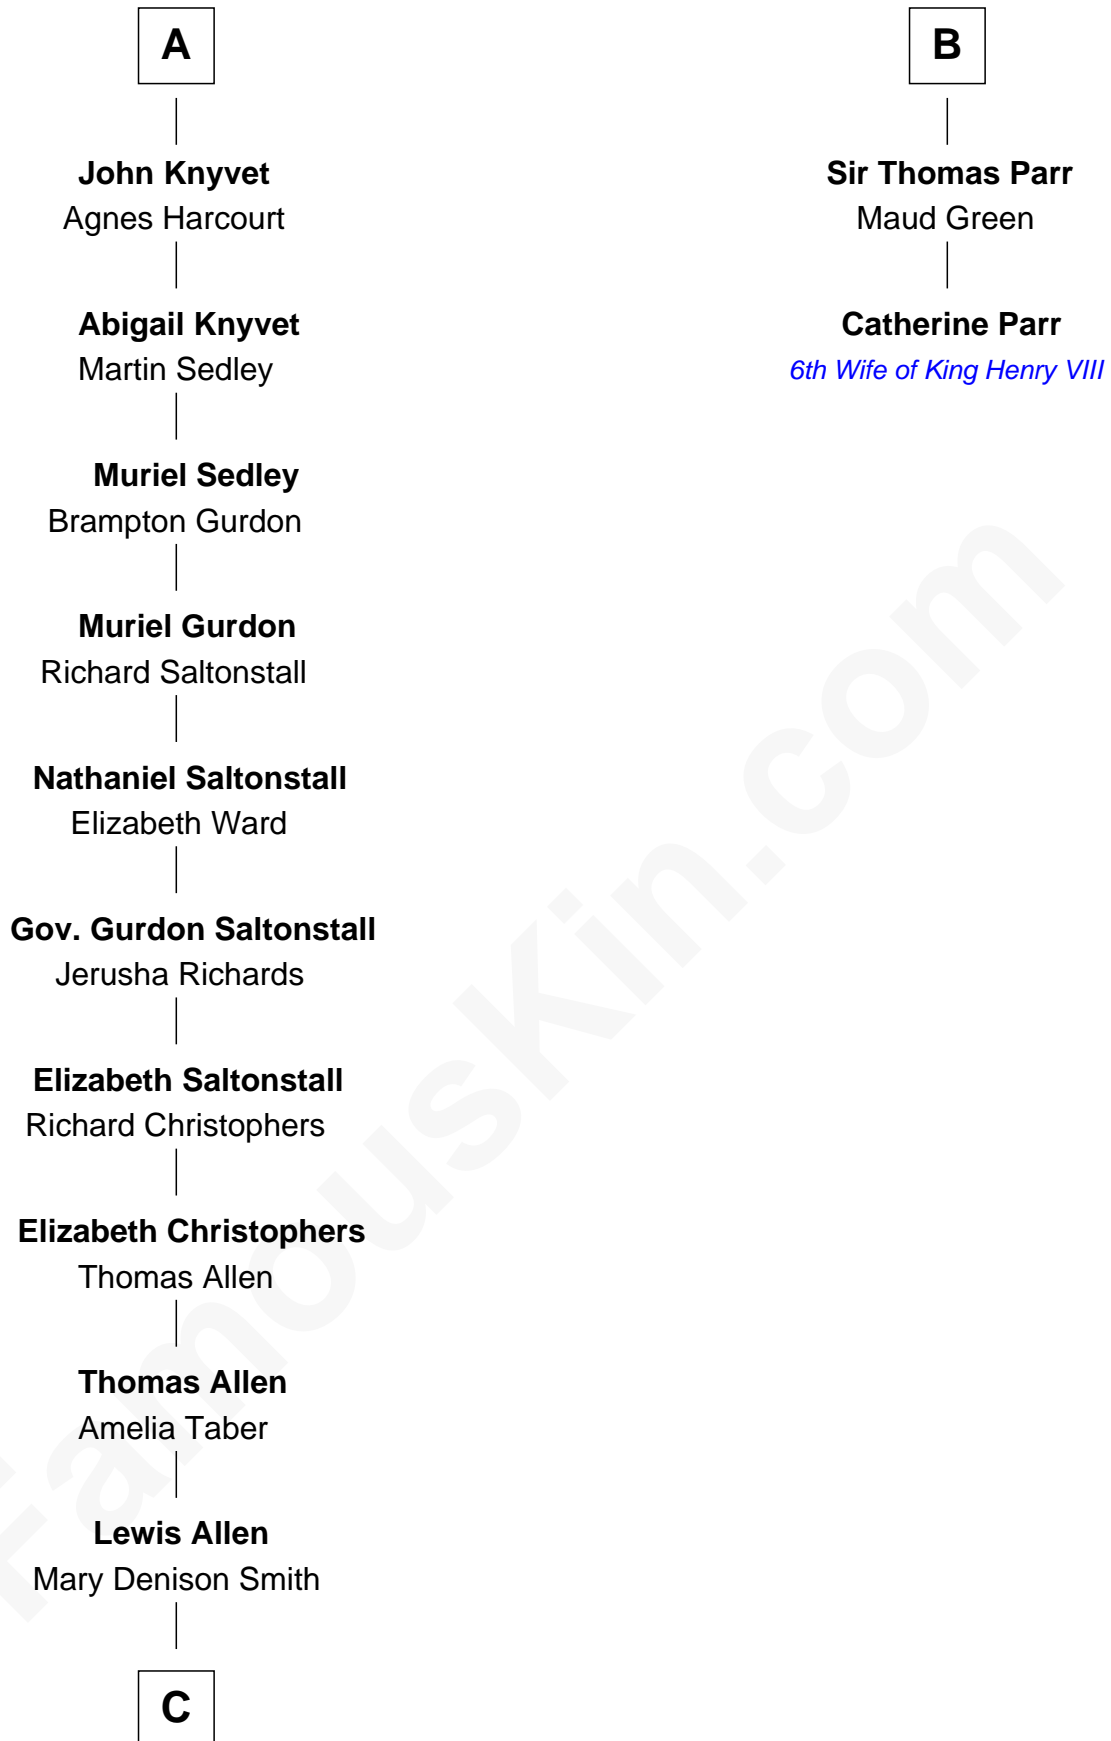 A
John Knyvet
Agnes Harcourt
Abigail Knyvet
Martin Sedley
Muriel Sedley
Brampton Gurdon
Muriel Gurdon
Richard Saltonstall
Nathaniel Saltonstall
Elizabeth Ward
Gov. Gurdon Saltonstall
Jerusha Richards
Elizabeth Saltonstall
Richard Christophers
Elizabeth Christophers
Thomas Allen
Thomas Allen
Amelia Taber
Lewis Allen
Mary Denison Smith
C
B
Sir Thomas Parr
Maud Green
Catherine Parr
6th Wife of King Henry VIII
FamousKin.com